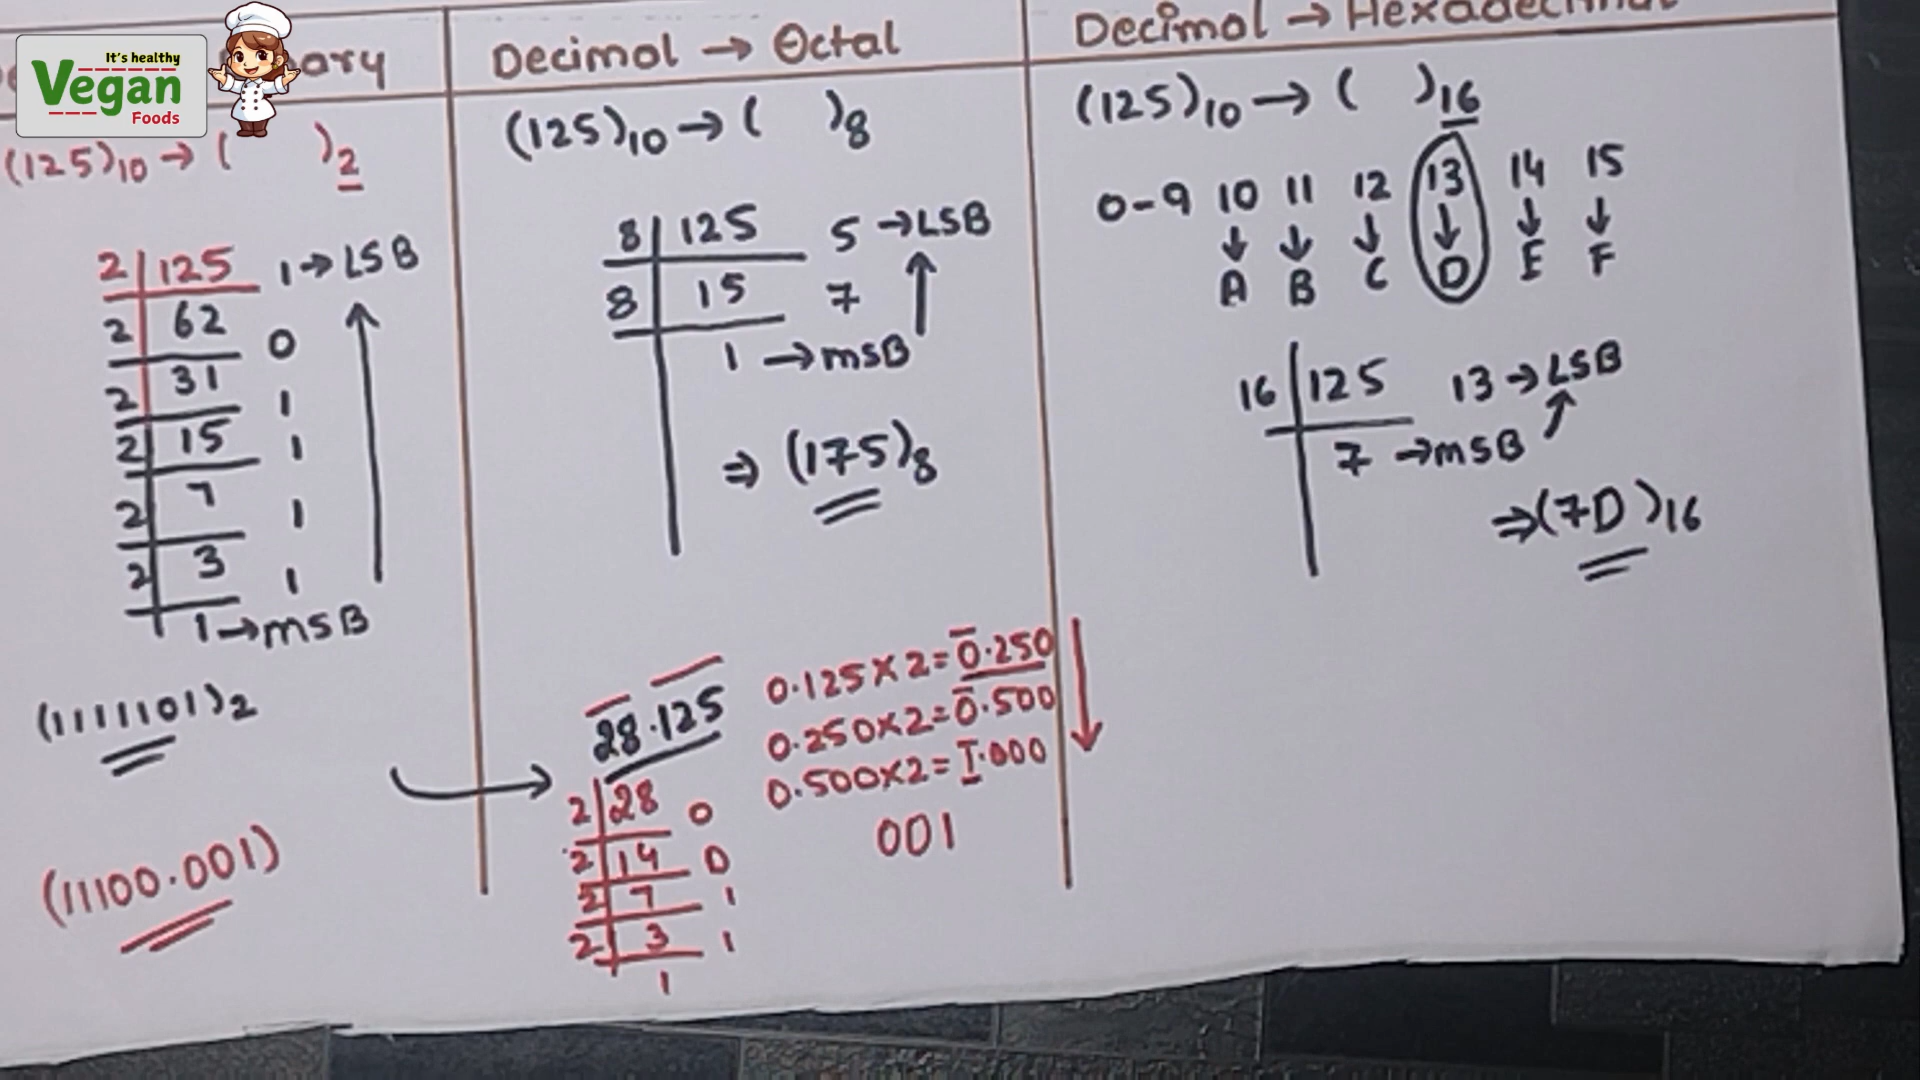 It's healthy
Vegan
Foods
ary
(125)10 → ( )2
2 125 1 → LSB
2 62 0
2 31 1
2 15 1
2 7 1
2 3 1
1 → MSB
(1111101)2
(11100.001)
Decimal → Octal
(125)10 → ( )8
8 125 5 → LSB
8 15 7
1 → MSB
⇒ (175)8
28.125
2 28 0
2 14 0
2 7 1
2 3 1
1
0.125 × 2 = 0.250
0.250 × 2 = 0.500
0.500 × 2 = 1.000
001
Decimal → Hexadecimal
(125)10 → ( )16
0-9 10 11 12 13 14 15
↓ ↓ ↓ ↓ ↓ ↓
A B C D E F
16 125 13 → LSB
7 → MSB
⇒ (7D)16